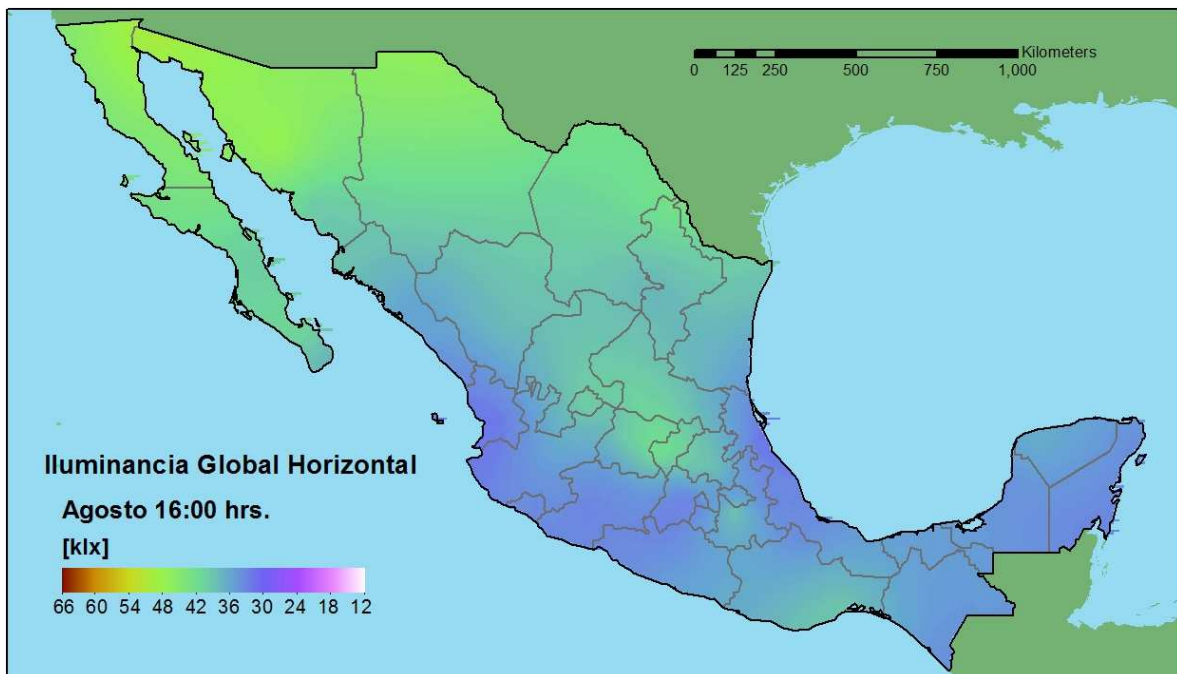 Kilometers
0 125 250 500 750 1,000
Iluminancia Global Horizontal
Agosto 16:00 hrs.
[klx]
66 60 54 48 42 36 30 24 18 12